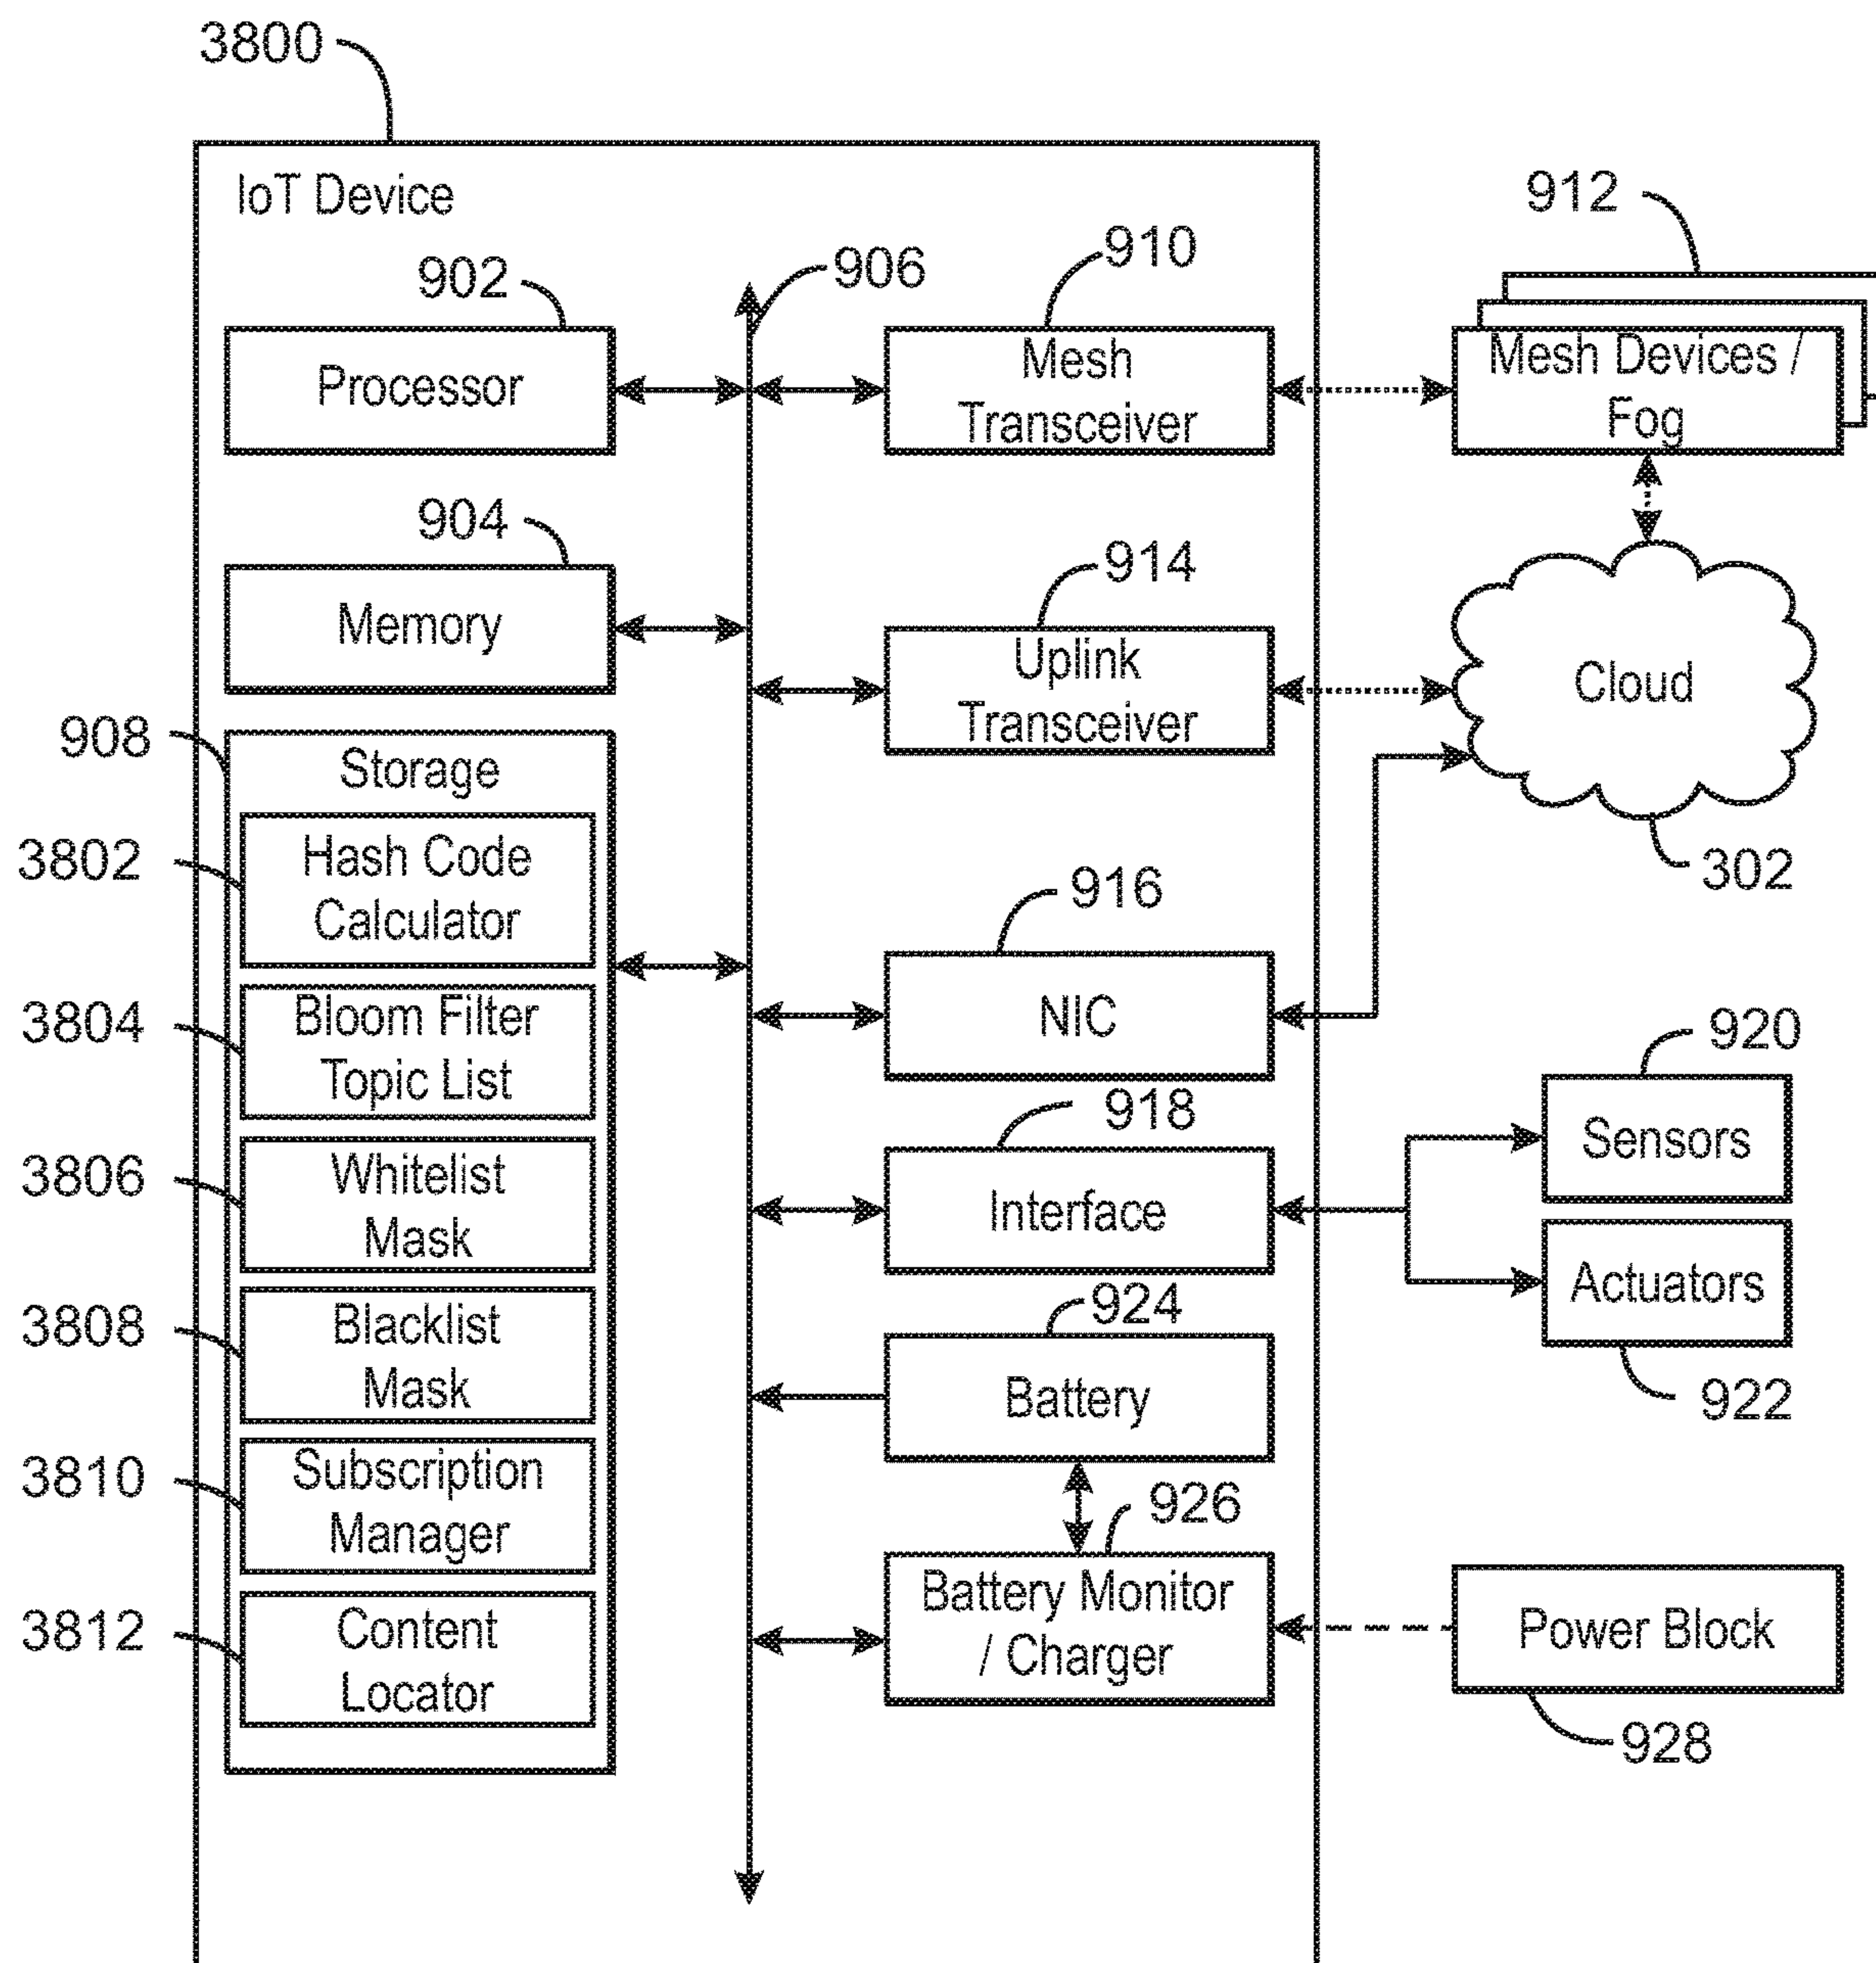 3800
IoT Device
912
910
906
902
Processor
Mesh
Transceiver
Mesh Devices /
Fog
904
Memory
914
Uplink
Transceiver
Cloud
302
908
Storage
3802
Hash Code
Calculator
916
NIC
3804
Bloom Filter
Topic List
920
Sensors
918
Interface
3806
Whitelist
Mask
Actuators
922
3808
Blacklist
Mask
924
Battery
3810
Subscription
Manager
926
Battery Monitor
/ Charger
Power Block
928
3812
Content
Locator